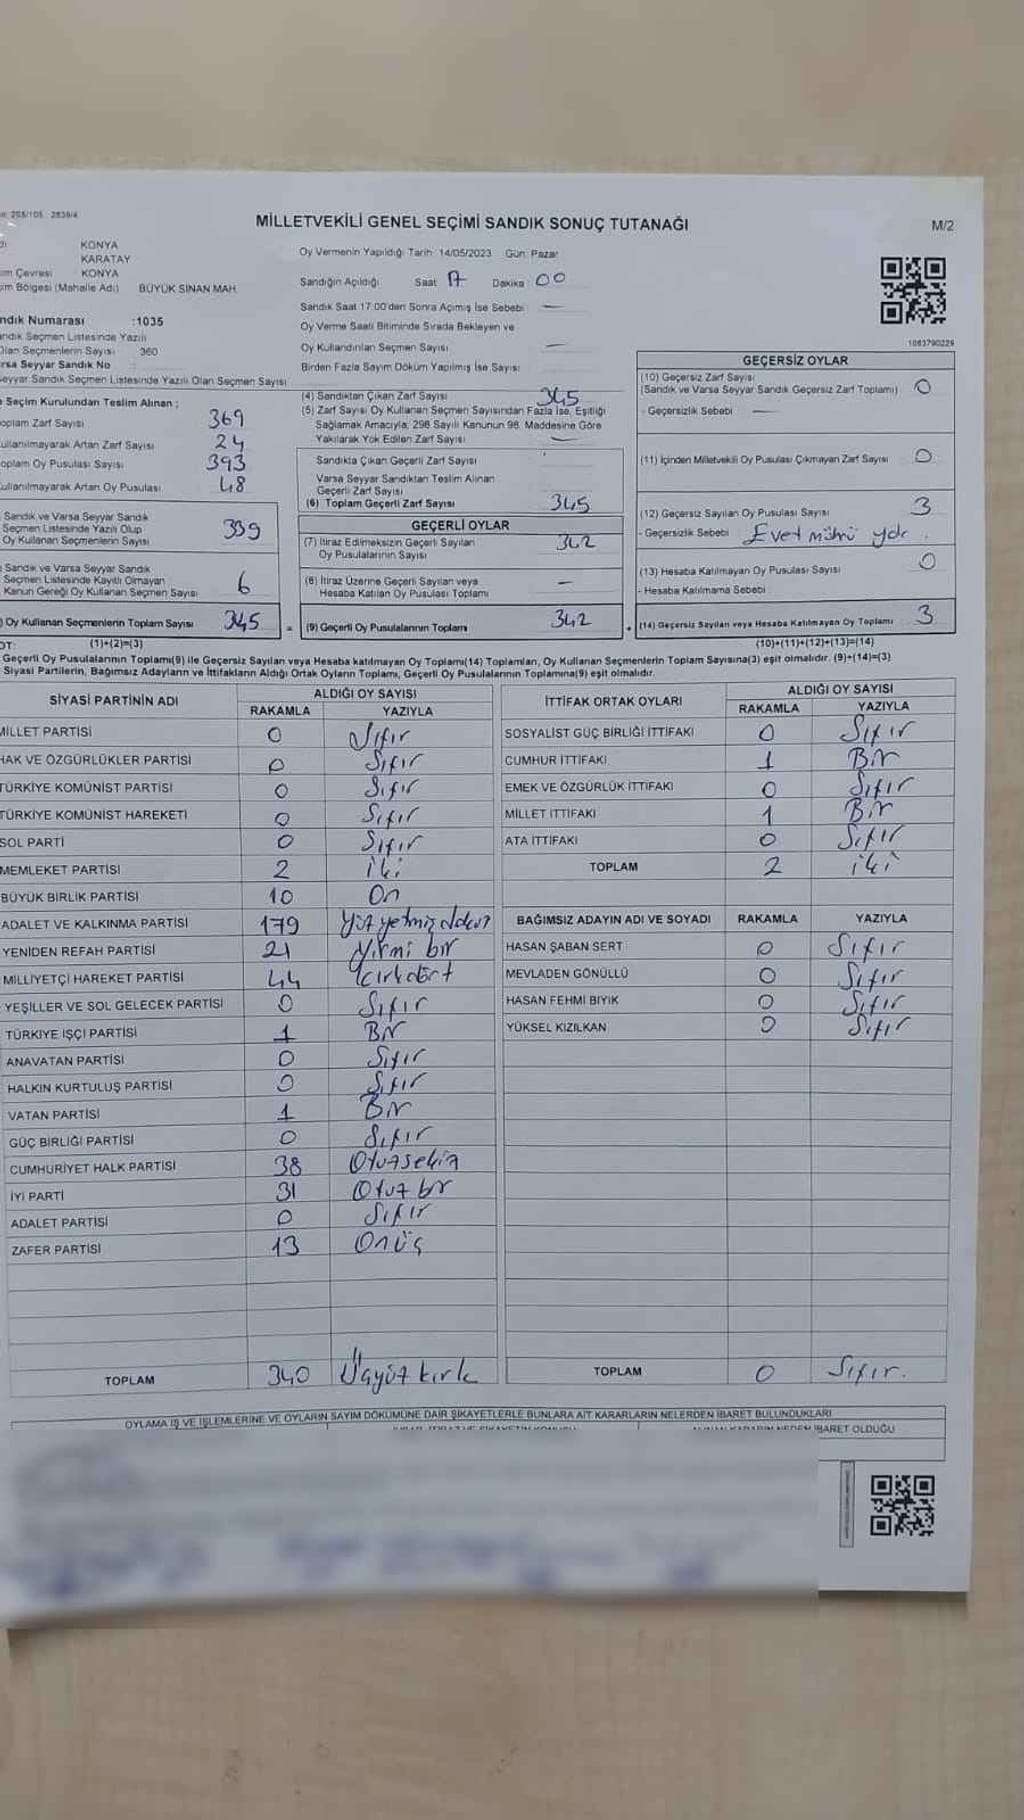 205/105 2839/4
MİLLETVEKİLİ GENEL SEÇİMİ SANDIK SONUÇ TUTANAĞI
M/2
KONYA
KARATAY
im Çevresi KONYA
im Bölgesi (Mahalle Adı) BÜYÜK SİNAN MAH.
ndık Numarası :1035
andık Seçmen Listesinde Yazılı
Olan Seçmenlerin Sayısı 360
rsa Seyyar Sandık No
eyyar Sandık Seçmen Listesinde Yazılı Olan Seçmen Sayısı
e Seçim Kurulundan Teslim Alınan ;
oplam Zarf Sayısı 369
ullanılmayarak Artan Zarf Sayısı 24
oplam Oy Pusulası Sayısı 393
ullanılmayarak Artan Oy Pusulası 48
Sandık ve Varsa Seyyar Sandık
Seçmen Listesinde Yazılı Olup
Oy Kullanan Seçmenlerin Sayısı 339
Sandık ve Varsa Seyyar Sandık
Seçmen Listesinde Kayıtlı Olmayan
Kanun Gereği Oy Kullanan Seçmen Sayısı 6
) Oy Kullanan Seçmenlerin Toplam Sayısı 345 =
Oy Vermenin Yapıldığı Tarih: 14/05/2023 Gün: Pazar
Sandığın Açıldığı Saat 17 Dakika 00
Sandık Saat 17:00'den Sonra Açımış İse Sebebi —
Oy Verme Saati Bitiminde Sırada Bekleyen ve
Oy Kullandırılan Seçmen Sayısı —
Birden Fazla Sayım Döküm Yapılmış İse Sayısı
(4) Sandıktan Çıkan Zarf Sayısı 345
(5) Zarf Sayısı Oy Kullanan Seçmen Sayısından Fazla İse, Eşitliği
Sağlamak Amacıyla, 298 Sayılı Kanunun 98. Maddesine Göre
Yakılarak Yok Edilen Zarf Sayısı —
Sandıkta Çıkan Geçerli Zarf Sayısı
Varsa Seyyar Sandıktan Teslim Alınan
Geçerli Zarf Sayısı
(6) Toplam Geçerli Zarf Sayısı 345
GEÇERLİ OYLAR
(7) İtiraz Edilmeksizin Geçerli Sayılan
Oy Pusulalarının Sayısı 342
(8) İtiraz Üzerine Geçerli Sayılan veya
Hesaba Katılan Oy Pusulası Toplamı —
(9) Geçerli Oy Pusulalarının Toplamı 342 +
1083790229
GEÇERSİZ OYLAR
(10) Geçersiz Zarf Sayısı
(Sandık ve Varsa Seyyar Sandık Geçersiz Zarf Toplamı) 0
- Geçersizlik Sebebi —
(11) İçinden Milletvekili Oy Pusulası Çıkmayan Zarf Sayısı 0
(12) Geçersiz Sayılan Oy Pusulası Sayısı 3
- Geçersizlik Sebebi Evet mührü yok.
(13) Hesaba Katılmayan Oy Pusulası Sayısı 0
- Hesaba Katılmama Sebebi
(14) Geçersiz Sayılan veya Hesaba Katılmayan Oy Toplamı 3
OT: (1)+(2)=(3) (10)+(11)+(12)+(13)=(14)
Geçerli Oy Pusulalarının Toplamı(9) ile Geçersiz Sayılan veya Hesaba katılmayan Oy Toplamı(14) Toplamları, Oy Kullanan Seçmenlerin Toplam Sayısına(3) eşit olmalıdır. (9)+(14)=(3)
Siyasi Partilerin, Bağımsız Adayların ve İttifakların Aldığı Ortak Oyların Toplamı, Geçerli Oy Pusulalarının Toplamına(9) eşit olmalıdır.
SİYASİ PARTİNİN ADI ALDIĞI OY SAYISI
RAKAMLA YAZIYLA
MİLLET PARTİSİ 0 Sıfır
HAK VE ÖZGÜRLÜKLER PARTİSİ 0 Sıfır
TÜRKİYE KOMÜNİST PARTİSİ 0 Sıfır
TÜRKİYE KOMÜNİST HAREKETİ 0 Sıfır
SOL PARTİ 0 Sıfır
MEMLEKET PARTİSİ 2 iki
BÜYÜK BİRLİK PARTİSİ 10 On
ADALET VE KALKINMA PARTİSİ 179 Yüzyetmişdokuz
YENİDEN REFAH PARTİSİ 21 Yirmi bir
MİLLİYETÇİ HAREKET PARTİSİ 44 Kırkdört
YEŞİLLER VE SOL GELECEK PARTİSİ 0 Sıfır
TÜRKİYE İŞÇİ PARTİSİ 1 Bir
ANAVATAN PARTİSİ 0 Sıfır
HALKIN KURTULUŞ PARTİSİ 0 Sıfır
VATAN PARTİSİ 1 Bir
GÜÇ BİRLİĞİ PARTİSİ 0 Sıfır
CUMHURİYET HALK PARTİSİ 38 Otuzsekiz
İYİ PARTİ 31 Otuz bir
ADALET PARTİSİ 0 Sıfır
ZAFER PARTİSİ 13 Onüç
TOPLAM 340 Üçyüz kırk
İTTİFAK ORTAK OYLARI ALDIĞI OY SAYISI
RAKAMLA YAZIYLA
SOSYALİST GÜÇ BİRLİĞİ İTTİFAKI 0 Sıfır
CUMHUR İTTİFAKI 1 Bir
EMEK VE ÖZGÜRLÜK İTTİFAKI 0 Sıfır
MİLLET İTTİFAKI 1 Bir
ATA İTTİFAKI 0 Sıfır
TOPLAM 2 iki
BAĞIMSIZ ADAYIN ADI VE SOYADI RAKAMLA YAZIYLA
HASAN ŞABAN SERT 0 Sıfır
MEVLADEN GÖNÜLLÜ 0 Sıfır
HASAN FEHMİ BIYIK 0 Sıfır
YÜKSEL KIZILKAN 0 Sıfır
TOPLAM 0 Sıfır.
OYLAMA İŞ VE İŞLEMLERİNE VE OYLARIN SAYIM DÖKÜMÜNE DAİR ŞİKAYETLERLE BUNLARA AİT KARARLARIN NELERDEN İBARET BULUNDUKLARI
İBARET OLDUĞU